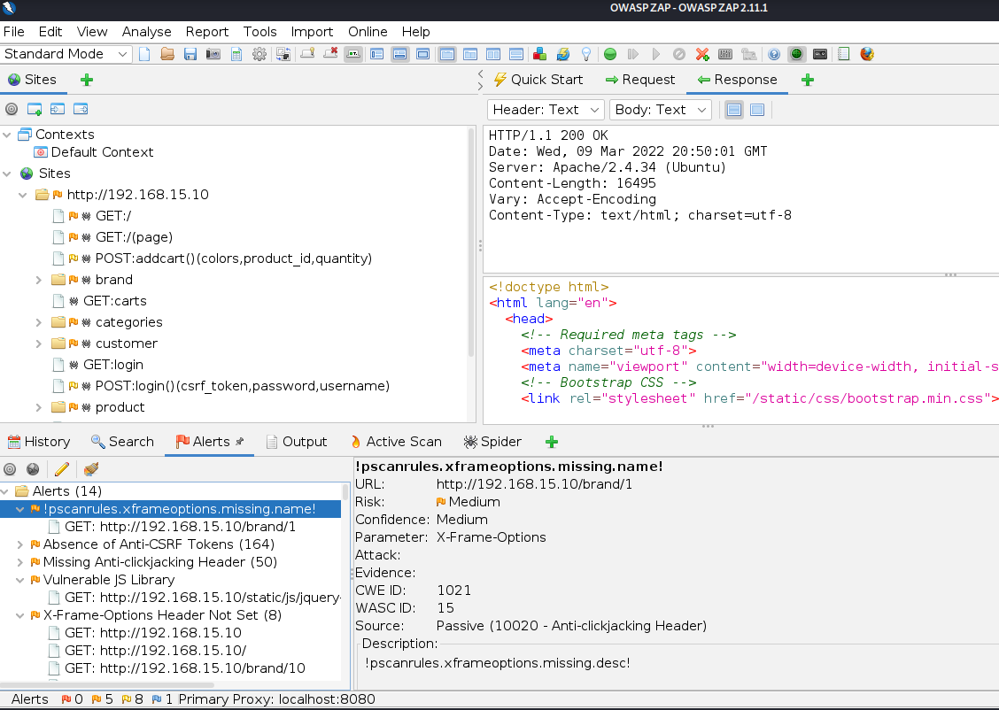 OWASP ZAP - OWASP ZAP 2.11.1
File Edit View Analyse Report Tools Import Online Help
Standard Mode
Sites
Quick Start Request Response
Header: Text Body: Text
Contexts
Default Context
Sites
http://192.168.15.10
GET:/
GET:/(page)
POST:addcart()(colors,product_id,quantity)
brand
GET:carts
categories
customer
GET:login
POST:login()(csrf_token,password,username)
product
HTTP/1.1 200 OK
Date: Wed, 09 Mar 2022 20:50:01 GMT
Server: Apache/2.4.34 (Ubuntu)
Content-Length: 16495
Vary: Accept-Encoding
Content-Type: text/html; charset=utf-8
<!doctype html>
<html lang="en">
<head>
<!-- Required meta tags -->
<meta charset="utf-8">
<meta name="viewport" content="width=device-width, initial-s
<!-- Bootstrap CSS -->
<link rel="stylesheet" href="/static/css/bootstrap.min.css">
History Search Alerts Output Active Scan Spider
Alerts (14)
!pscanrules.xframeoptions.missing.name!
GET: http://192.168.15.10/brand/1
Absence of Anti-CSRF Tokens (164)
Missing Anti-clickjacking Header (50)
Vulnerable JS Library
GET: http://192.168.15.10/static/js/jquery-
X-Frame-Options Header Not Set (8)
GET: http://192.168.15.10
GET: http://192.168.15.10/
GET: http://192.168.15.10/brand/10
!pscanrules.xframeoptions.missing.name!
URL: http://192.168.15.10/brand/1
Risk: Medium
Confidence: Medium
Parameter: X-Frame-Options
Attack:
Evidence:
CWE ID: 1021
WASC ID: 15
Source: Passive (10020 - Anti-clickjacking Header)
Description:
!pscanrules.xframeoptions.missing.desc!
Alerts 0 5 8 1 Primary Proxy: localhost:8080